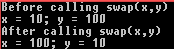 Before calling swap(x,y)
x = 10; y = 100
After calling swap(x,y)
x = 100; y = 10